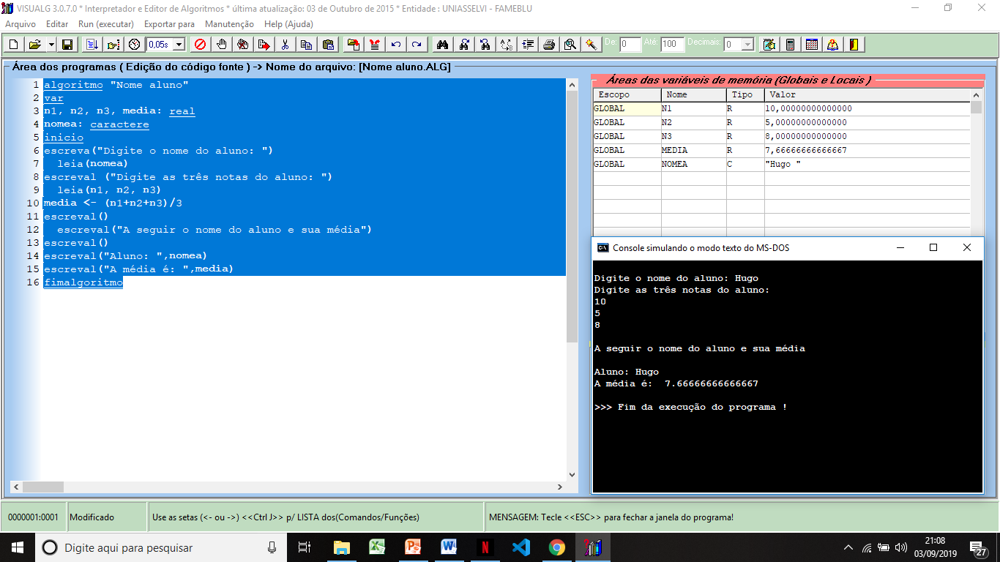 VISUALG 3.0.7.0 * Interpretador e Editor de Algoritmos * última atualização: 03 de Outubro de 2015 * Entidade : UNIASSELVI - FAMEBLU
Arquivo Editar Run (executar) Exportar para Manutenção Help (Ajuda)
0,05s De: 0 Até: 100 Decimais: 0
Área dos programas ( Edição do código fonte ) -> Nome do arquivo: [Nome aluno.ALG]
1 algoritmo "Nome aluno"
2 var
3 n1, n2, n3, media: real
4 nomea: caractere
5 inicio
6 escreva("Digite o nome do aluno: ")
7 leia(nomea)
8 escreval ("Digite as três notas do aluno: ")
9 leia(n1, n2, n3)
10 media <- (n1+n2+n3)/3
11 escreval()
12 escreval("A seguir o nome do aluno e sua média")
13 escreval()
14 escreval("Aluno: ",nomea)
15 escreval("A média é: ",media)
16 fimalgoritmo
Áreas das variáveis de memória (Globais e Locais )
Escopo Nome Tipo Valor
GLOBAL N1 R 10,00000000000000
GLOBAL N2 R 5,00000000000000
GLOBAL N3 R 8,00000000000000
GLOBAL MEDIA R 7,66666666666667
GLOBAL NOMEA C "Hugo "
Console simulando o modo texto do MS-DOS
Digite o nome do aluno: Hugo
Digite as três notas do aluno:
10
5
8
A seguir o nome do aluno e sua média
Aluno: Hugo
A média é:  7.66666666666667
>>> Fim da execução do programa !
0000001:0001 Modificado Use as setas (<- ou ->) <<Ctrl J>> p/ LISTA dos(Comandos/Funções) MENSAGEM: Tecle <<ESC>> para fechar a janela do programa!
Digite aqui para pesquisar
21:08
03/09/2019
27